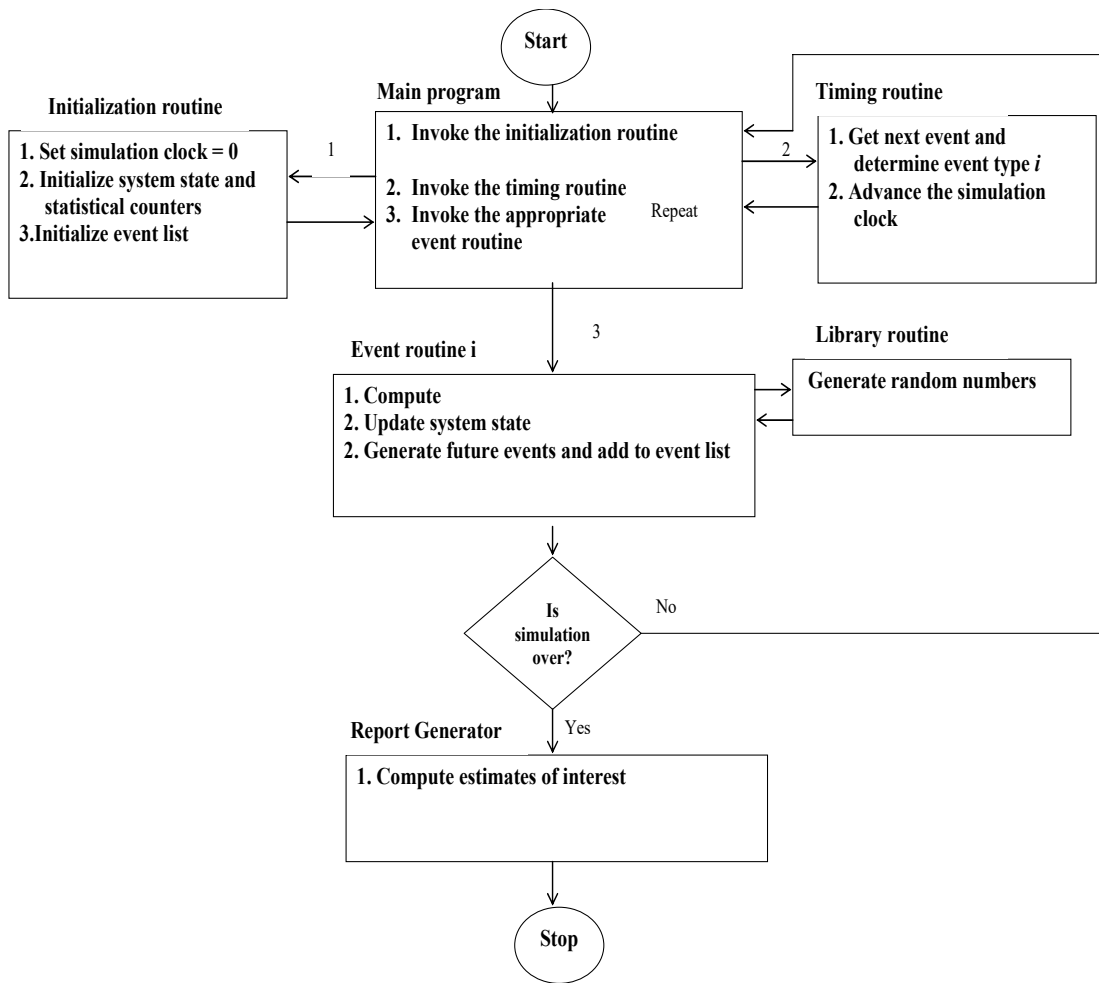 Start
Main program
1. Invoke the initialization routine
2. Invoke the timing routine
3. Invoke the appropriate
event routine
Repeat
Initialization routine
1. Set simulation clock = 0
2. Initialize system state and
statistical counters
3.Initialize event list
1
Timing routine
1. Get next event and
determine event type i
2. Advance the simulation
clock
2
3
Event routine i
1. Compute
2. Update system state
2. Generate future events and add to event list
Library routine
Generate random numbers
Is
simulation
over?
No
Yes
Report Generator
1. Compute estimates of interest
Stop